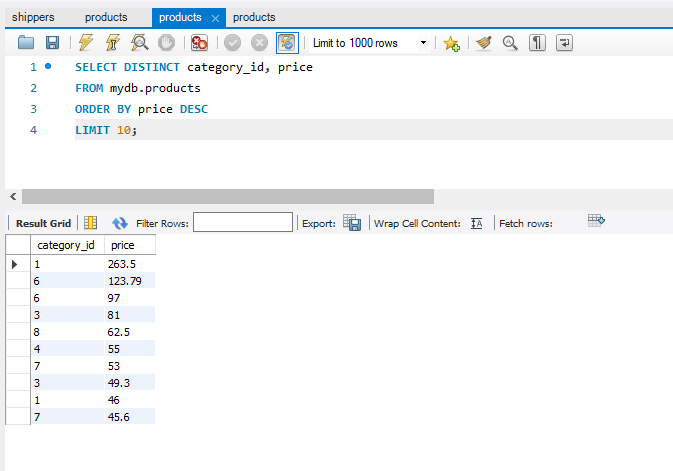 shippers products products × products
Limit to 1000 rows
1 SELECT DISTINCT category_id, price
2 FROM mydb.products
3 ORDER BY price DESC
4 LIMIT 10;
Result Grid Filter Rows: Export: Wrap Cell Content: Fetch rows:
category_id price
1 263.5
6 123.79
6 97
3 81
8 62.5
4 55
7 53
3 49.3
1 46
7 45.6